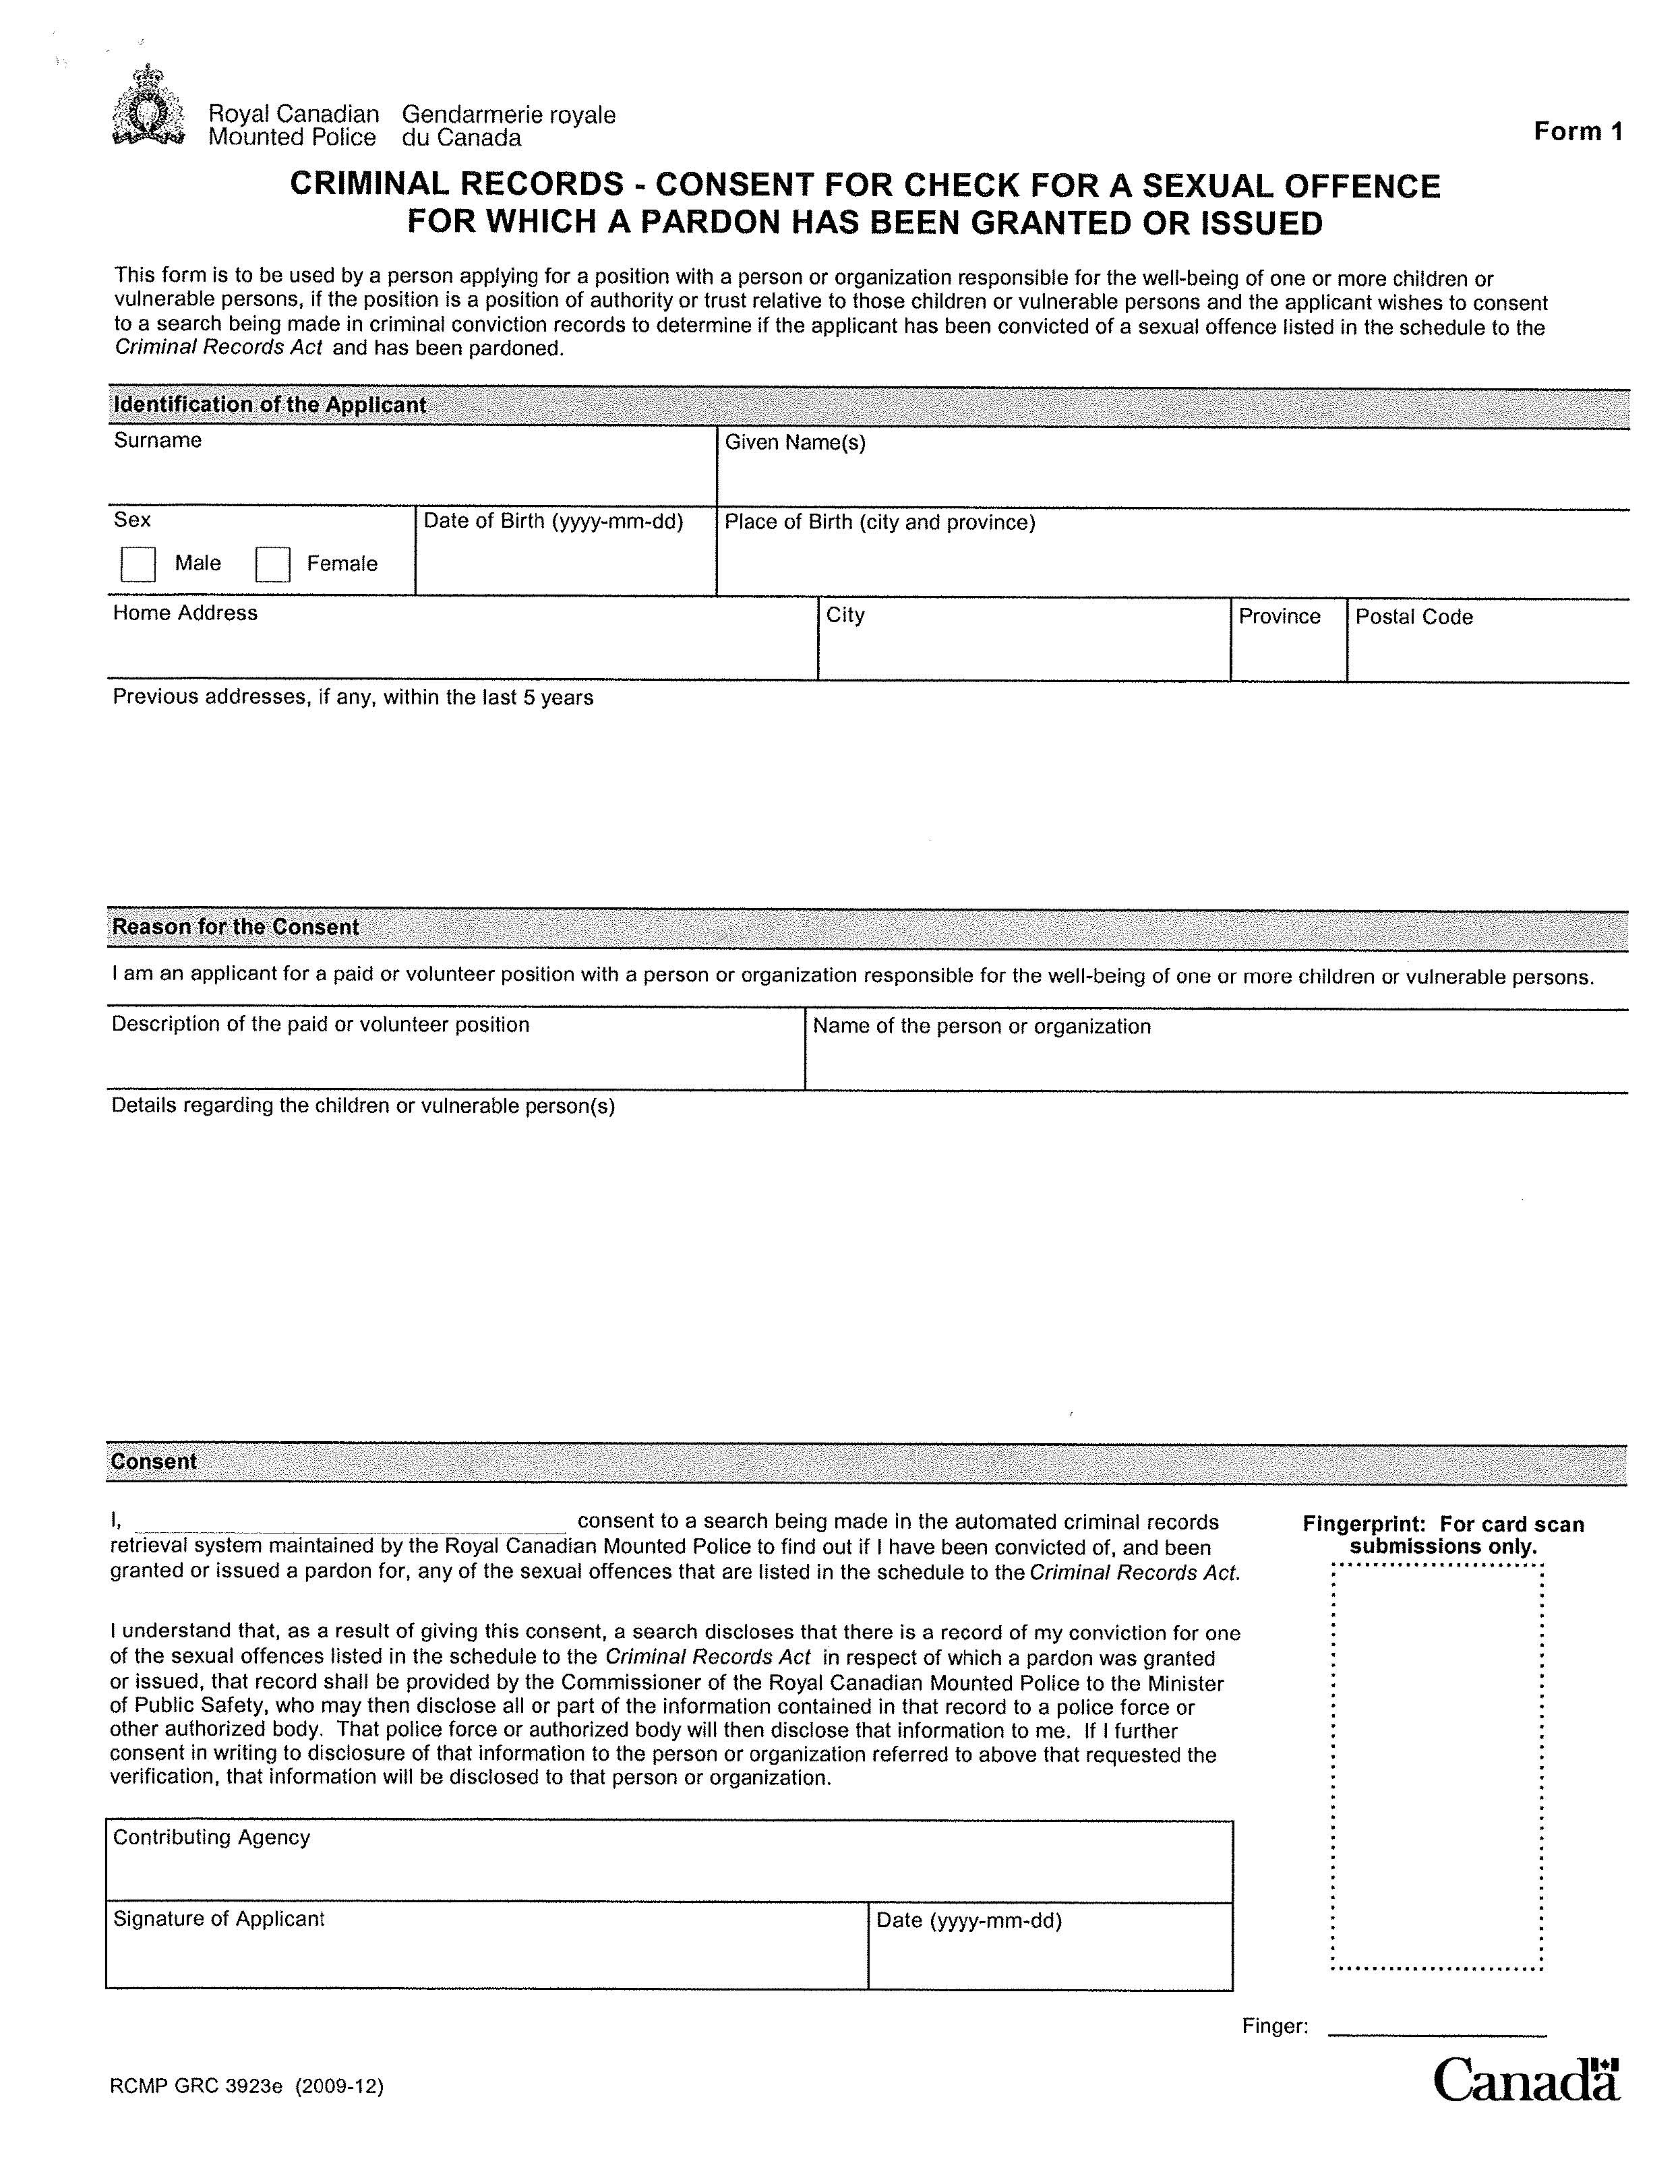 Royal Canadian Gendarmerie royale
Mounted Police du Canada
Form 1
CRIMINAL RECORDS - CONSENT FOR CHECK FOR A SEXUAL OFFENCE
FOR WHICH A PARDON HAS BEEN GRANTED OR ISSUED
This form is to be used by a person applying for a position with a person or organization responsible for the well-being of one or more children or
vulnerable persons, if the position is a position of authority or trust relative to those children or vulnerable persons and the applicant wishes to consent
to a search being made in criminal conviction records to determine if the applicant has been convicted of a sexual offence listed in the schedule to the
Criminal Records Act and has been pardoned.
Identification of the Applicant
Surname Given Name(s)
Sex Date of Birth (yyyy-mm-dd) Place of Birth (city and province)
Male Female
Home Address City Province Postal Code
Previous addresses, if any, within the last 5 years
Reason for the Consent
I am an applicant for a paid or volunteer position with a person or organization responsible for the well-being of one or more children or vulnerable persons.
Description of the paid or volunteer position Name of the person or organization
Details regarding the children or vulnerable person(s)
Consent
I, consent to a search being made in the automated criminal records
retrieval system maintained by the Royal Canadian Mounted Police to find out if I have been convicted of, and been
granted or issued a pardon for, any of the sexual offences that are listed in the schedule to the Criminal Records Act.
Fingerprint: For card scan
submissions only.
I understand that, as a result of giving this consent, a search discloses that there is a record of my conviction for one
of the sexual offences listed in the schedule to the Criminal Records Act in respect of which a pardon was granted
or issued, that record shall be provided by the Commissioner of the Royal Canadian Mounted Police to the Minister
of Public Safety, who may then disclose all or part of the information contained in that record to a police force or
other authorized body. That police force or authorized body will then disclose that information to me. If I further
consent in writing to disclosure of that information to the person or organization referred to above that requested the
verification, that information will be disclosed to that person or organization.
Contributing Agency
Signature of Applicant Date (yyyy-mm-dd)
Finger:
RCMP GRC 3923e (2009-12)
Canada